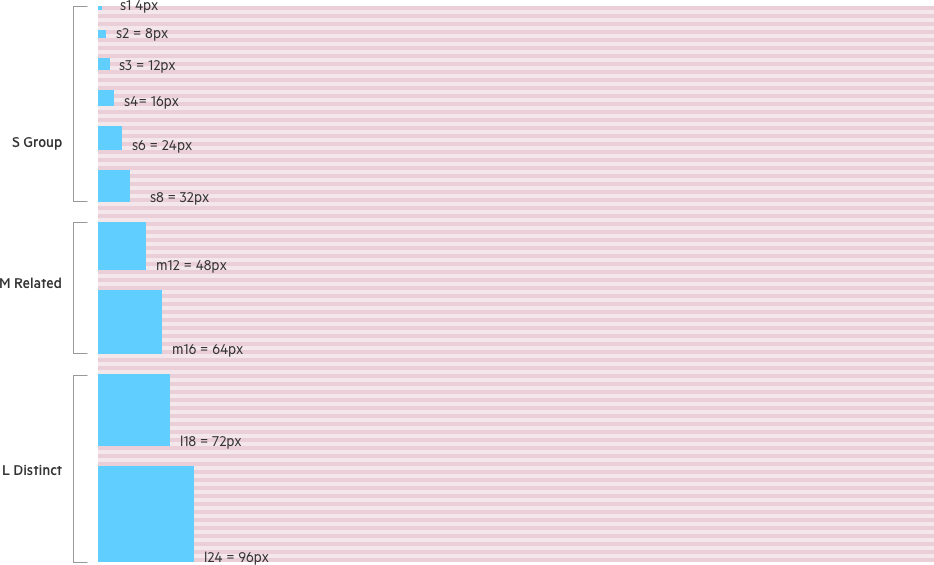 s1 4px
s2 = 8px
s3 = 12px
s4= 16px
S Group
s6 = 24px
s8 = 32px
m12 = 48px
M Related
m16 = 64px
l18 = 72px
L Distinct
l24 = 96px